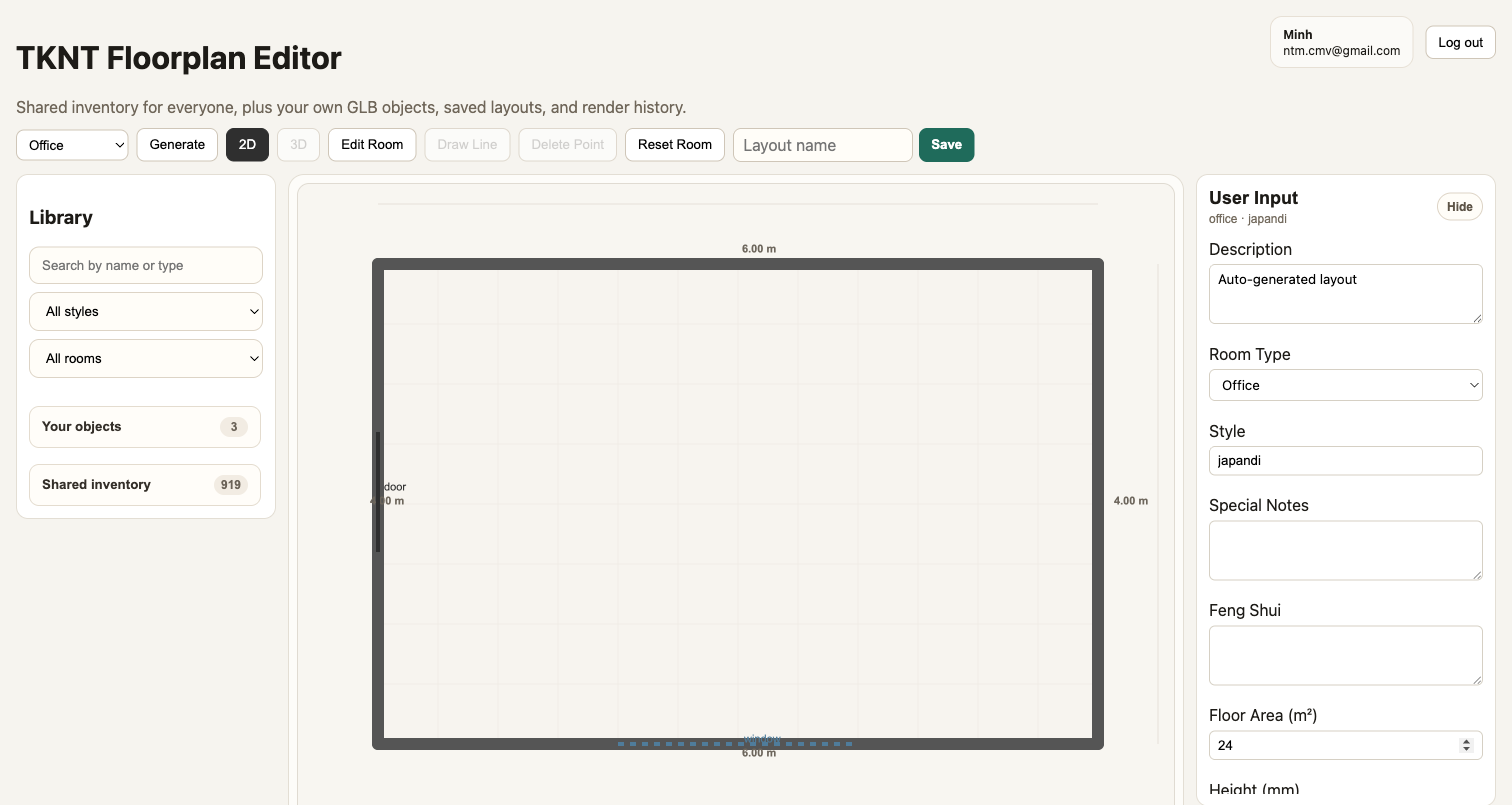 TKNT Floorplan Editor
Minh
ntm.cmv@gmail.com
Log out
Shared inventory for everyone, plus your own GLB objects, saved layouts, and render history.
Office
Generate
2D
3D
Edit Room
Draw Line
Delete Point
Reset Room
Layout name
Save
Library
Search by name or type
All styles
All rooms
Your objects
3
Shared inventory
919
6.00 m
door
4.00 m
4.00 m
window
6.00 m
User Input
office · japandi
Hide
Description
Auto-generated layout
Room Type
Office
Style
japandi
Special Notes
Feng Shui
Floor Area (m²)
24
Height (mm)